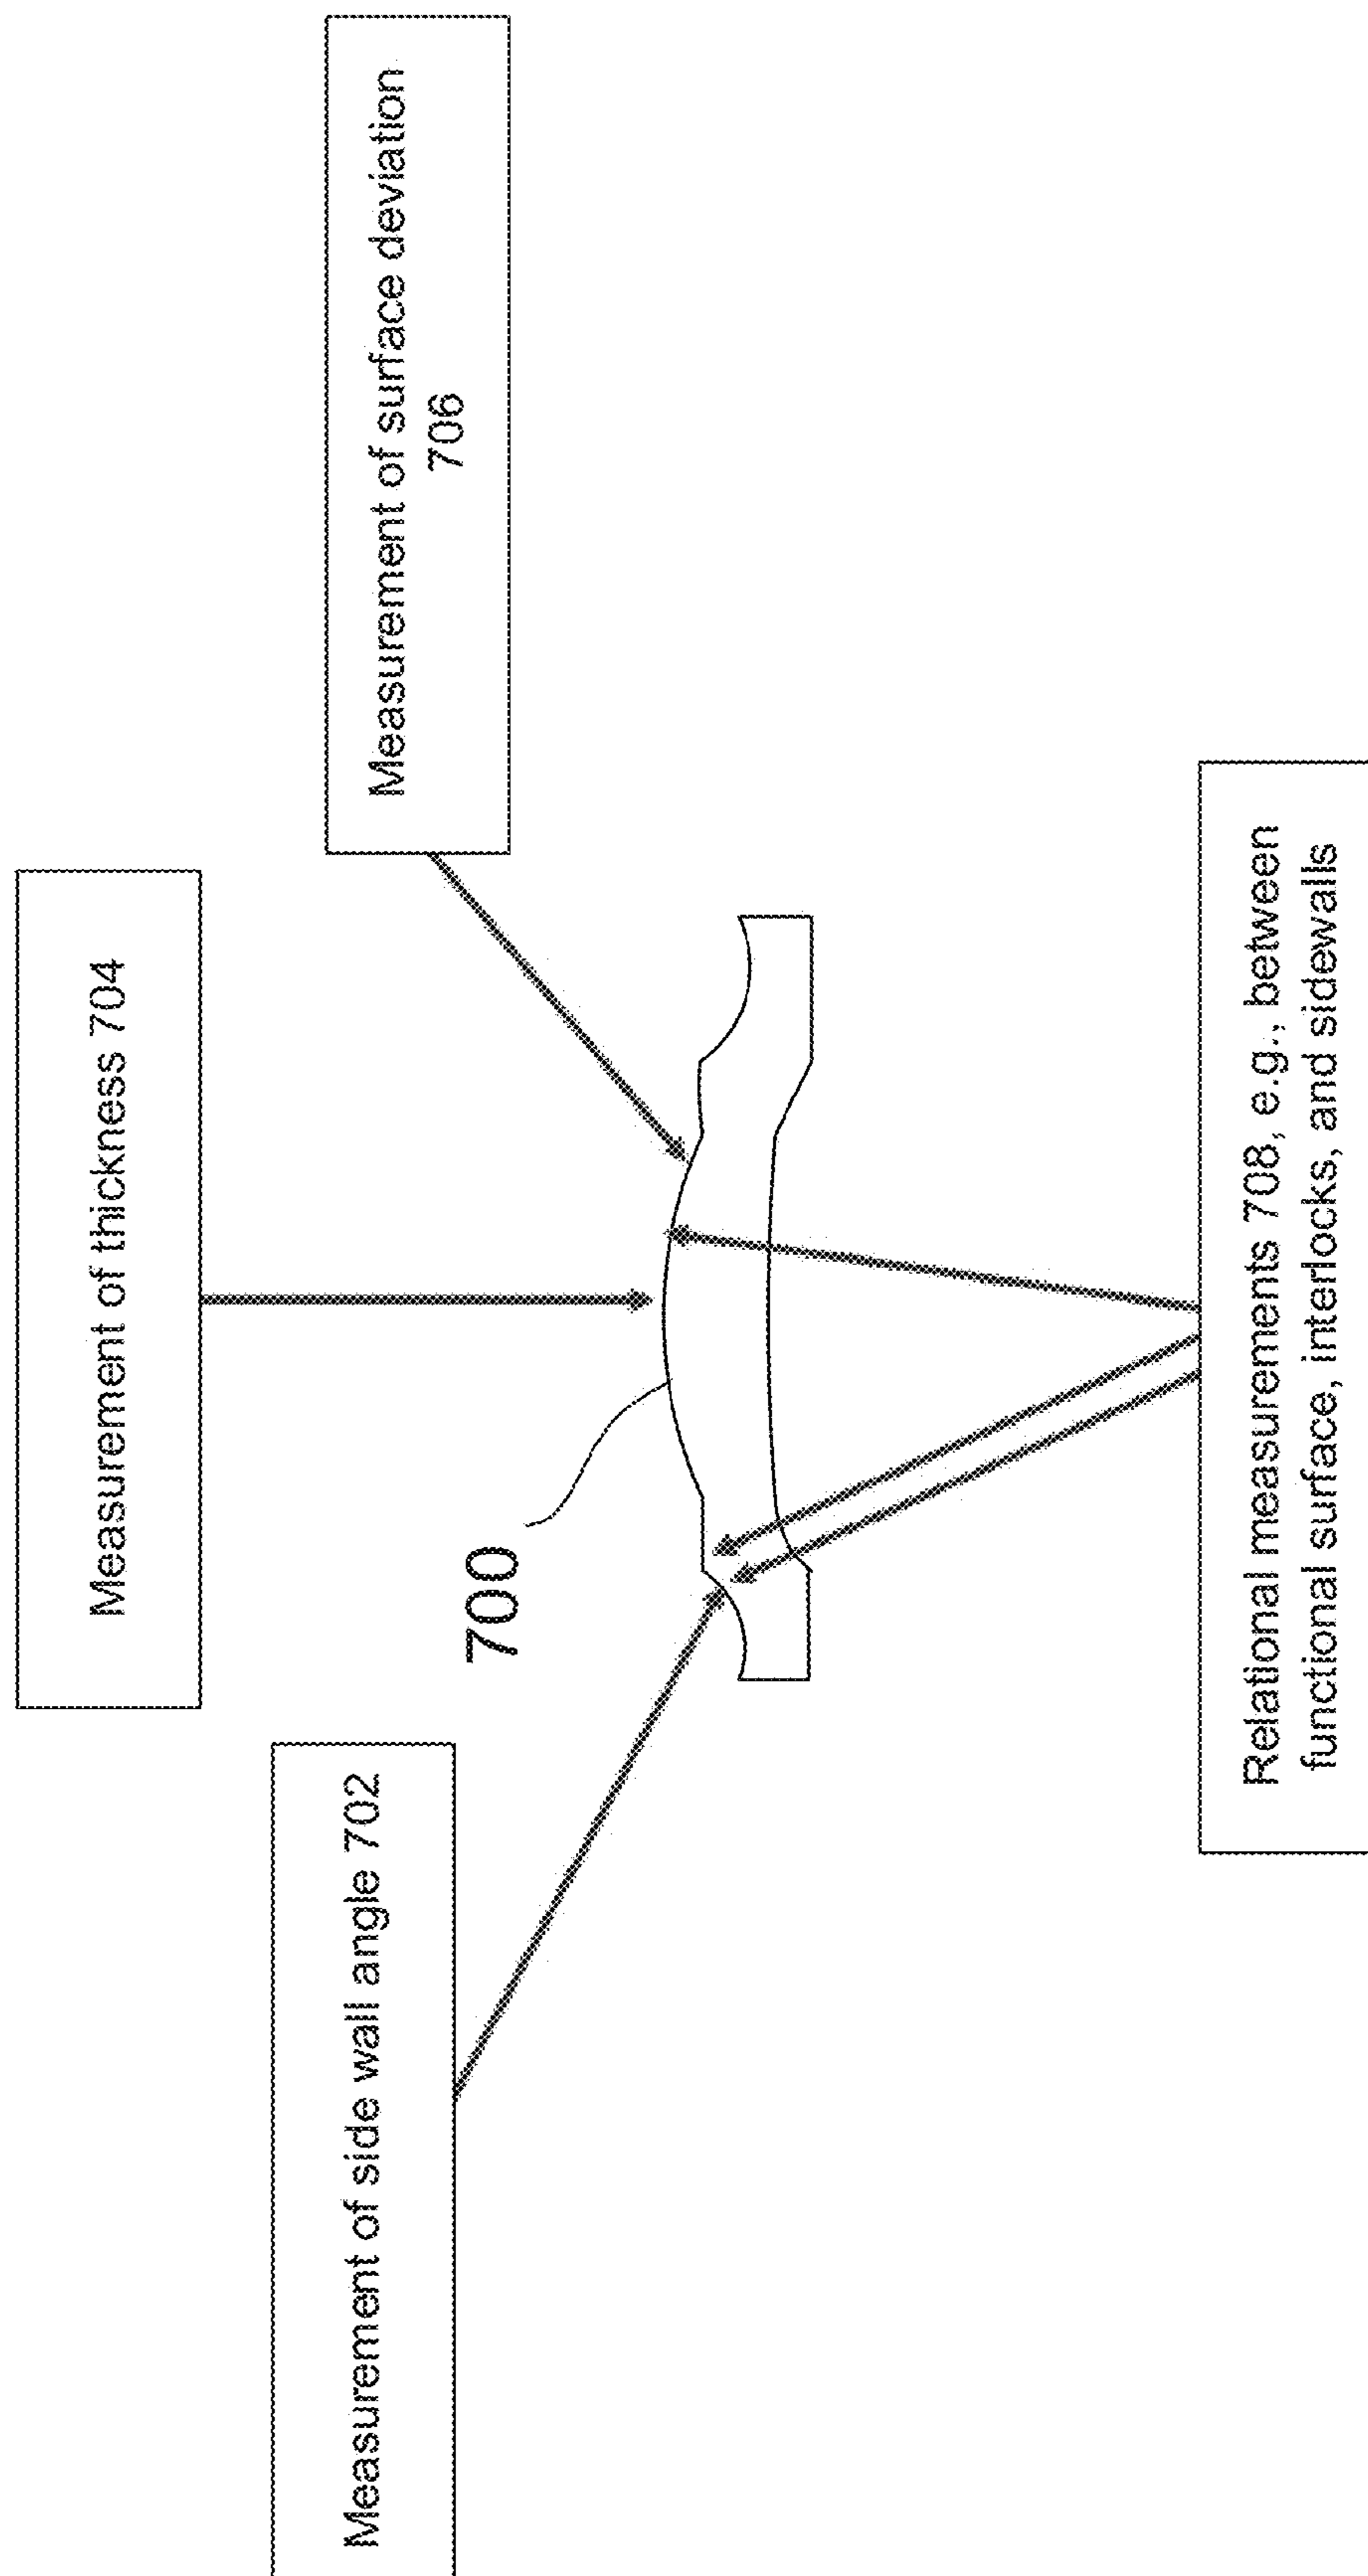 Measurement of thickness 704
Measurement of side wall angle 702
Measurement of surface deviation
706
700
Relational measurements 708, e.g., between
functional surface, interlocks, and sidewalls